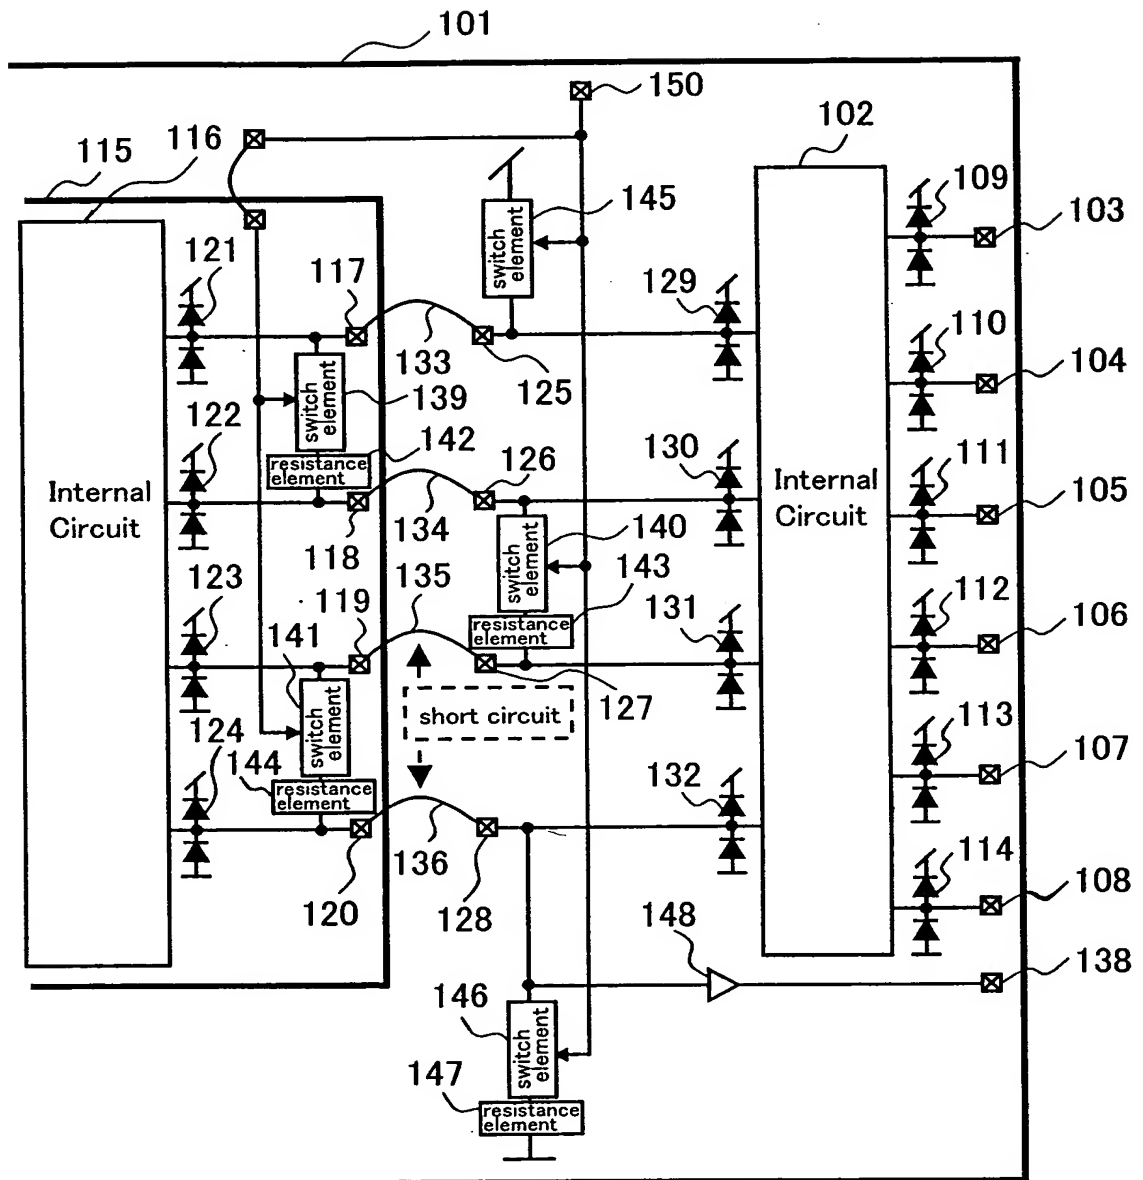 101
150
102
115
116
109
145
103
switch
element
121
117
129
133
125
110
104
switch
element
139
122
142
resistance
element
126
130
111
Internal
Circuit
Internal
Circuit
105
134
118
switch
element
140
135
143
123
119
resistance
element
131
112
106
141
switch
element
short circuit
127
113
124
107
144
resistance
element
132
136
114
120
128
108
148
138
146
switch
element
147
resistance
element